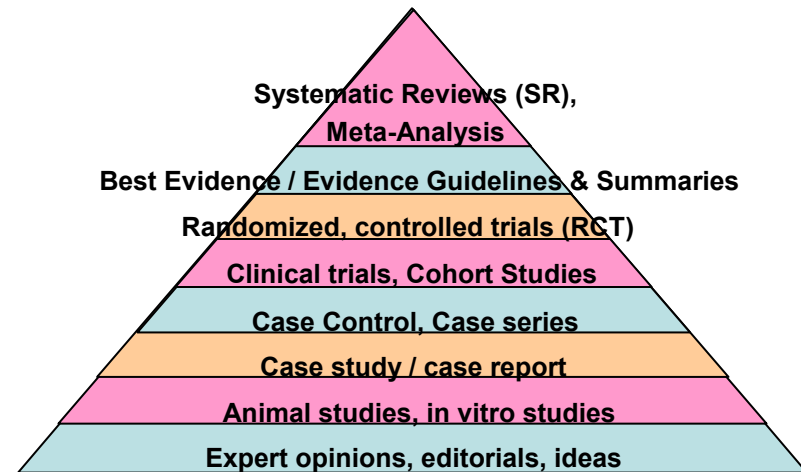 Systematic Reviews (SR),
Meta-Analysis
Best Evidence / Evidence Guidelines & Summaries
Randomized, controlled trials (RCT)
Clinical trials, Cohort Studies
Case Control, Case series
Case study / case report
Animal studies, in vitro studies
Expert opinions, editorials, ideas